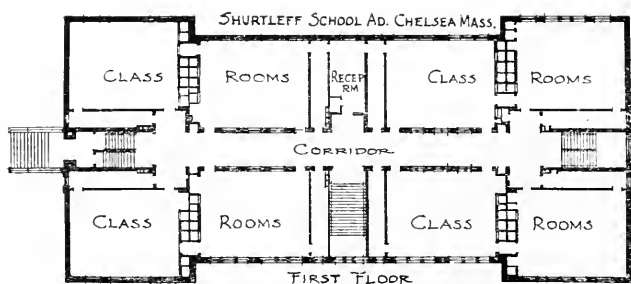 SHURTLEFF SCHOOL AD. CHELSEA MASS.
CLASS ROOMS RECEP CLASS ROOMS
RM
CORRIDOR
CLASS ROOMS CLASS ROOMS
FIRST FLOOR